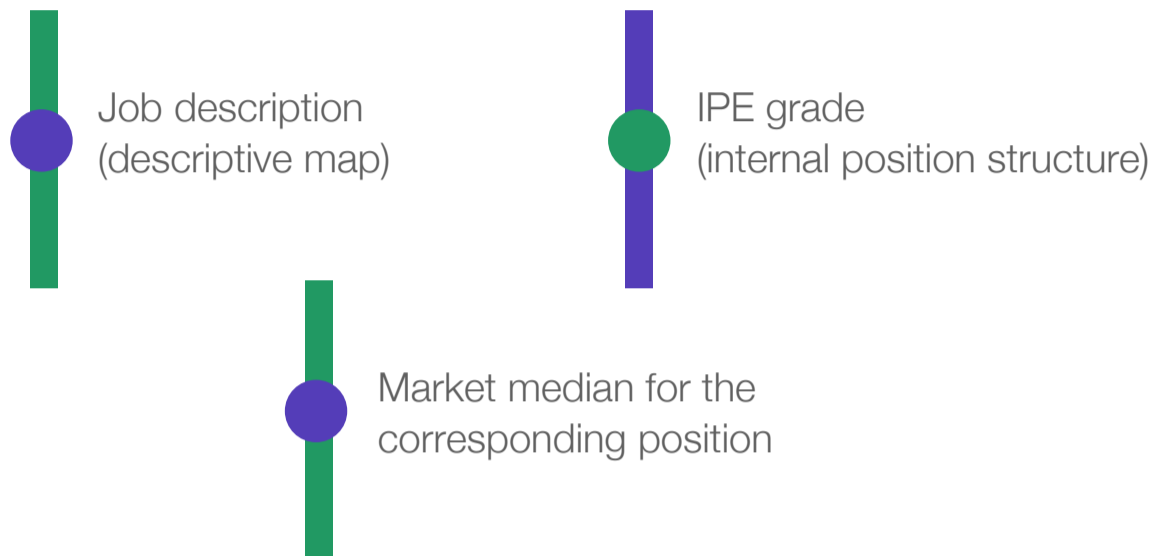 Job description
(descriptive map)
IPE grade
(internal position structure)
Market median for the
corresponding position